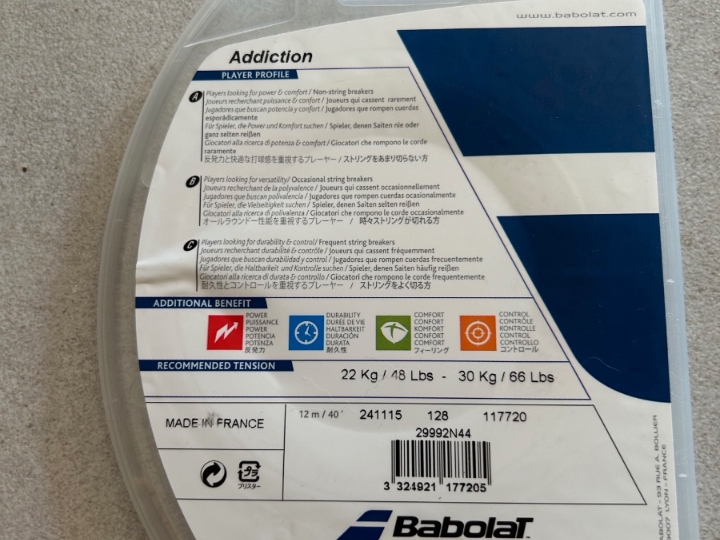 www.babolat.com
Addiction
PLAYER PROFILE
A
Players looking for power & comfort / Non-string breakers
Joueurs recherchant puissance & confort / Joueurs qui cassent rarement
Jugadores que buscan potencia y confort / Jugadores que rompen cuerdas
esporádicamente
Für Spieler, die Power und Komfort suchen / Spieler, denen Saiten nie oder
ganz selten reißen
Giocatori alla ricerca di potenza & comfort / Giocatori che rompono le corde
raramente
反発力と快適な打球感を重視するプレーヤー / ストリングをあまり切らない方
B
Players looking for versatility/ Occasional string breakers
Joueurs recherchant de la polyvalence / Joueurs qui cassent occasionnellement
Jugadores que buscan polivalencia / Jugadores que rompen cuerdas ocasionalmente
Für Spieler, die Vielseitigkeit suchen / Spieler, denen Saiten selten reißen
Giocatori alla ricerca di polivalenza / Giocatori che rompono le corde occasionalmente
オールラウンドー性能を重視するプレーヤー / 時々ストリングが切れる方
C
Players looking for durability & control/ Frequent string breakers
Joueurs recherchant durabilité & contrôle / Joueurs qui cassent fréquemment
Jugadores que buscan durabilidad y control / Jugadores que rompen cuerdas frecuentemente
Für Spieler, die Haltbarkeit und Kontrolle suchen / Spieler, denen Saiten häufig reißen
Giocatori alla ricerca di durata & controllo / Giocatori che rompono le corde frequentemente
耐久性とコントロールを重視するプレーヤー / ストリングをよく切る方
ADDITIONAL BENEFIT
POWER
PUISSANCE
POWER
POTENCIA
POTENZA
反発力
DURABILITY
DURÉE DE VIE
HALTBARKEIT
DURACIÓN
DURATA
耐久性
COMFORT
CONFORT
KOMFORT
CONFORT
COMFORT
フィーリング
CONTROL
CONTRÔLE
KONTROLLE
CONTROL
CONTROLLO
コントロール
RECOMMENDED TENSION
22 Kg / 48 Lbs - 30 Kg / 66 Lbs
MADE IN FRANCE
12 m / 40´ 241115 128 117720
29992N44
3 324921 177205
プラ
ブリスター
Babolat
BABOLAT - 93 RUE A. BOLLIER
69007 LYON - FRANCE